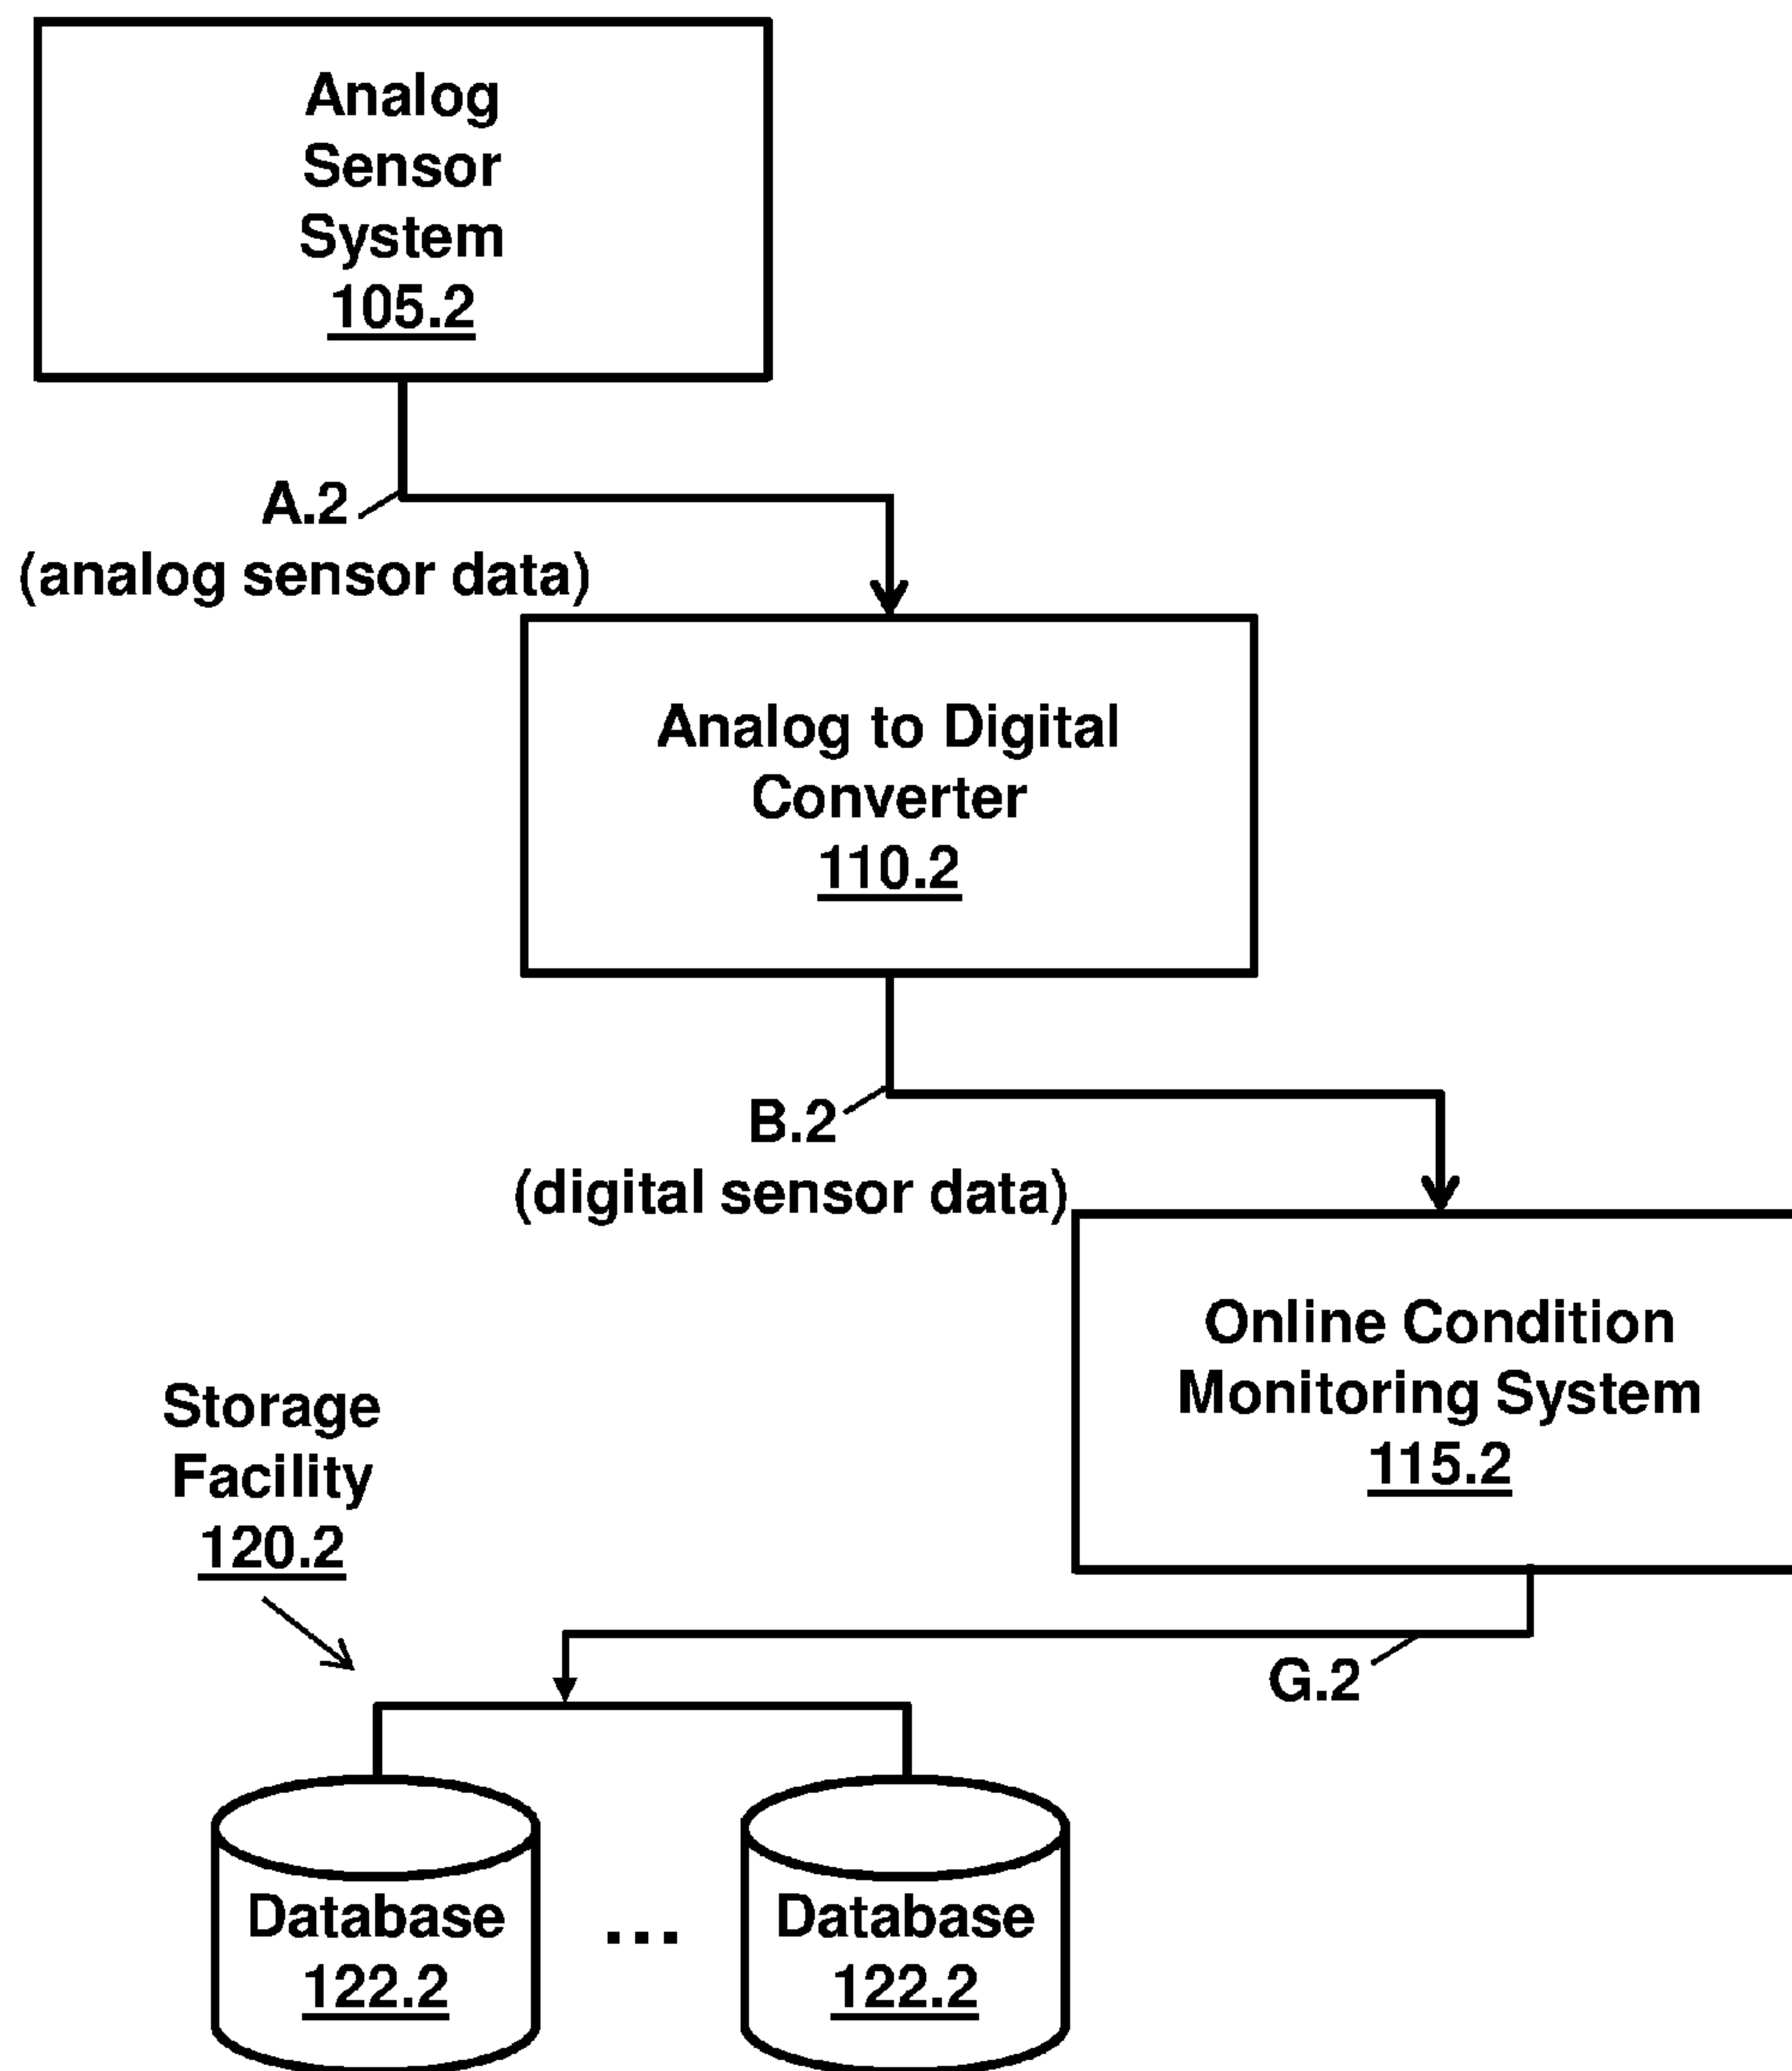 Analog
Sensor
System
105.2
A.2
(analog sensor data)
Analog to Digital
Converter
110.2
B.2
(digital sensor data)
Online Condition
Monitoring System
115.2
Storage
Facility
120.2
G.2
Database
122.2
...
Database
122.2